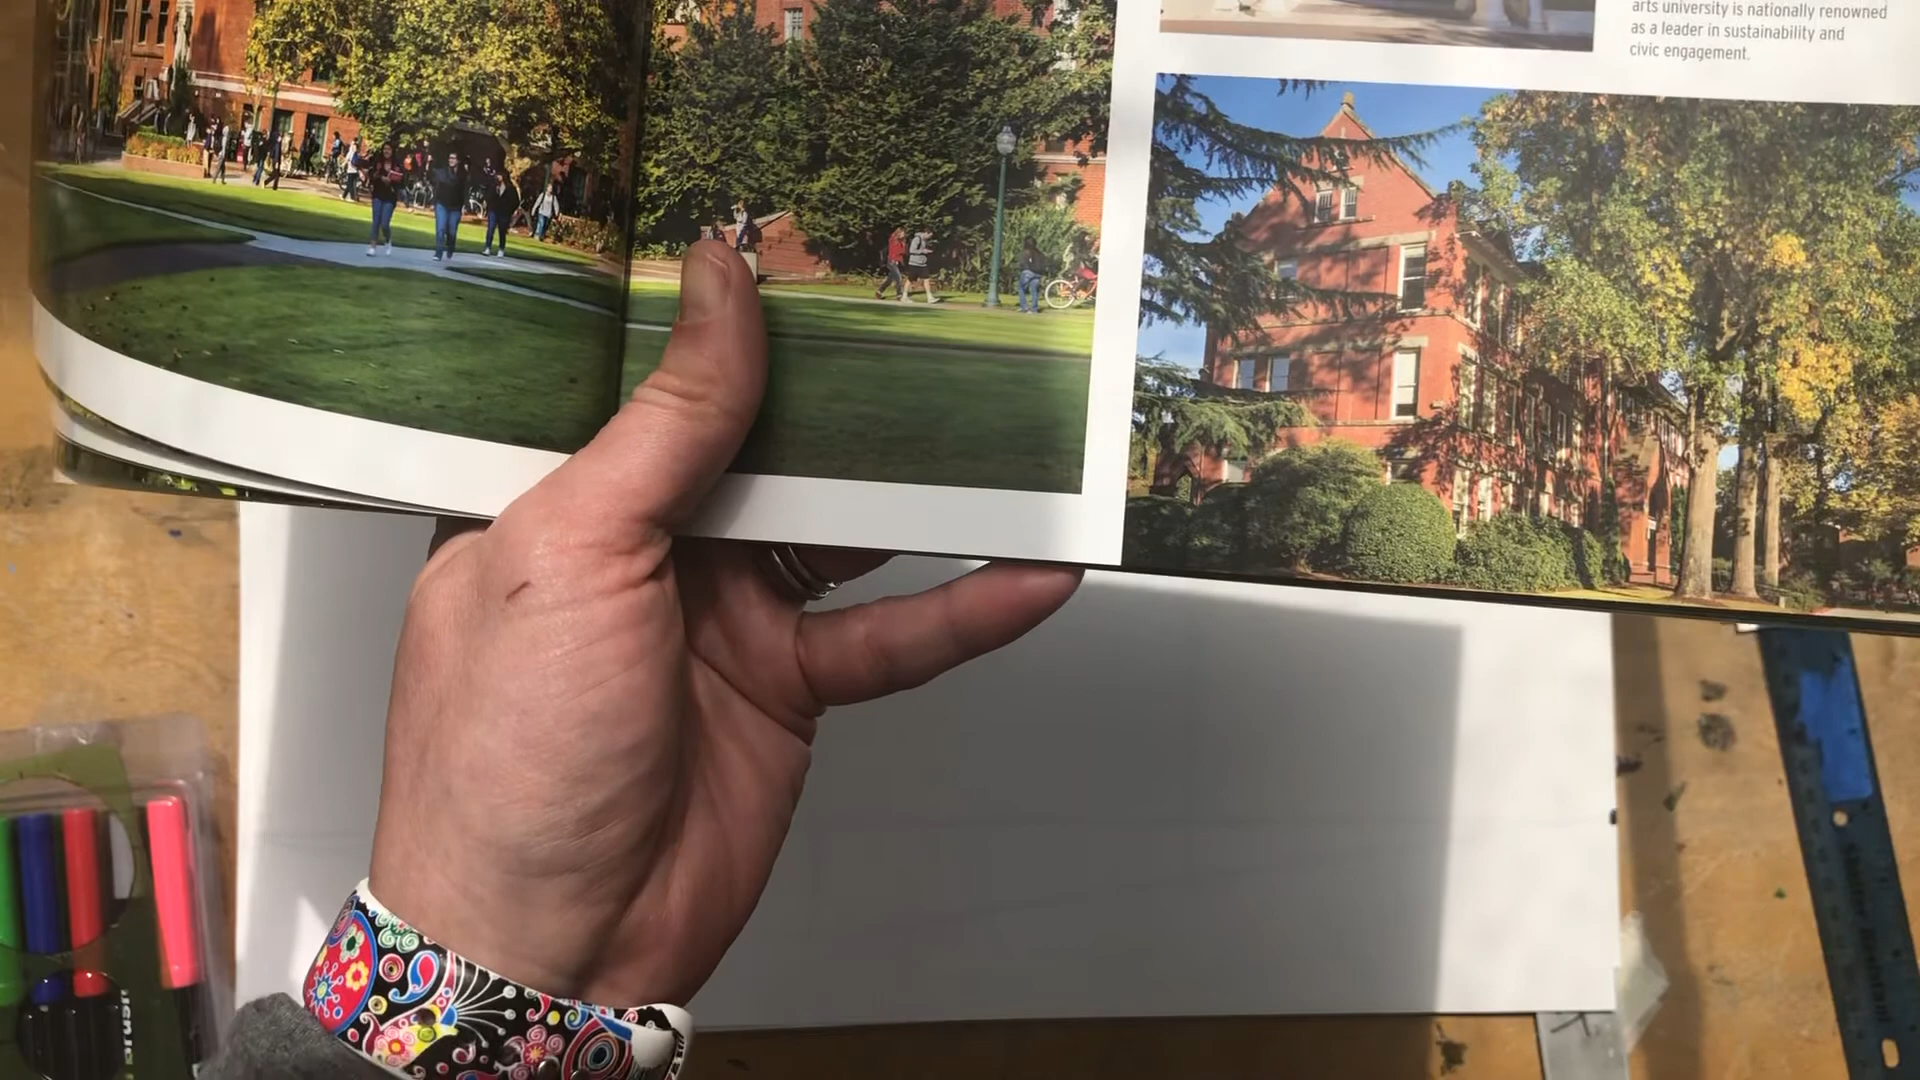 arts university is nationally renowned
as a leader in sustainability and
civic engagement.